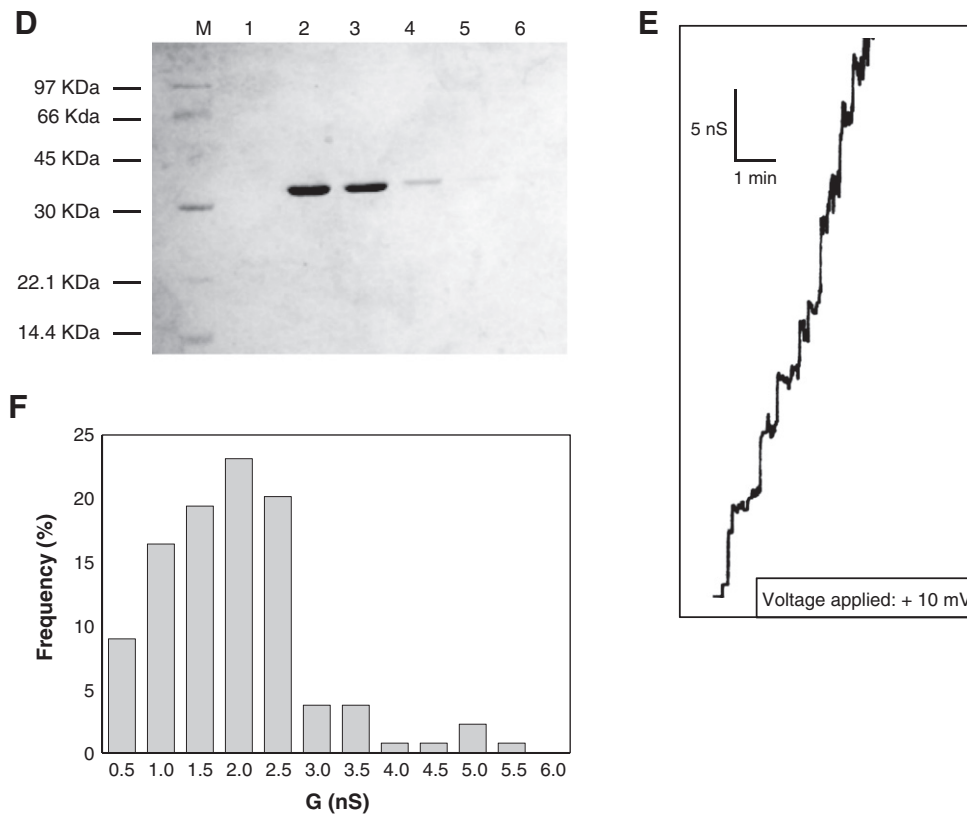 D
M 1 2 3 4 5 6
97 KDa
66 Kda
45 KDa
30 KDa
22.1 KDa
14.4 KDa
E
5 nS
1 min
Voltage applied: + 10 mV
F
Frequency (%)
25
20
15
10
5
0
0.5 1.0 1.5 2.0 2.5 3.0 3.5 4.0 4.5 5.0 5.5 6.0
G (nS)